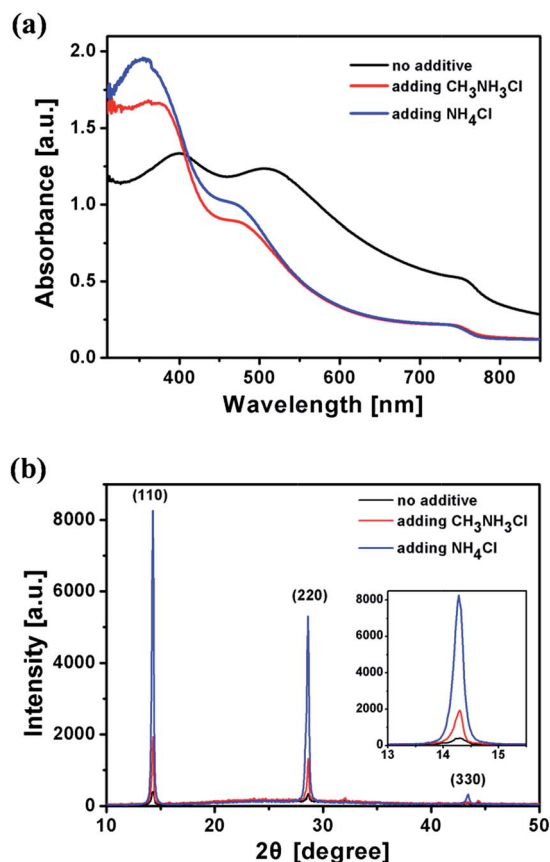 (a)
2.0
1.5
1.0
0.5
0.0
Absorbance [a.u.]
no additive
adding CH₃NH₃Cl
adding NH₄Cl
400 500 600 700 800
Wavelength [nm]
(b)
8000
6000
4000
2000
0
Intensity [a.u.]
(110)
(220)
(330)
no additive
adding CH₃NH₃Cl
adding NH₄Cl
8000
6000
4000
2000
0
13 14 15
10 20 30 40 50
2θ [degree]